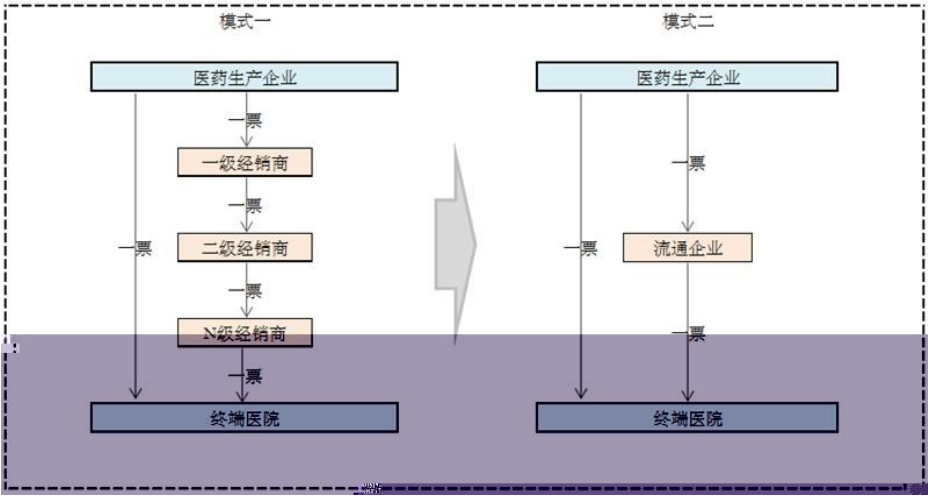 模式一
模式二
医药生产企业
医药生产企业
一票
一级经销商
一票
一票
一票
二级经销商
一票
流通企业
一票
一票
N级经销商
一票
一票
终端医院
终端医院